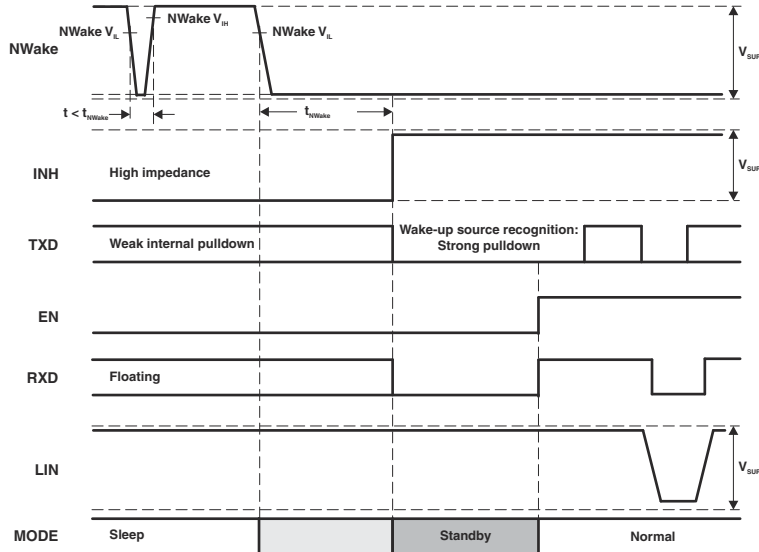 NWake V_IL
NWake V_IH
NWake V_IL
NWake
V_SUP
t < t_NWake
t_NWake
INH
High impedance
V_SUP
TXD
Weak internal pulldown
Wake-up source recognition:
Strong pulldown
EN
RXD
Floating
LIN
V_SUP
MODE
Sleep
Standby
Normal